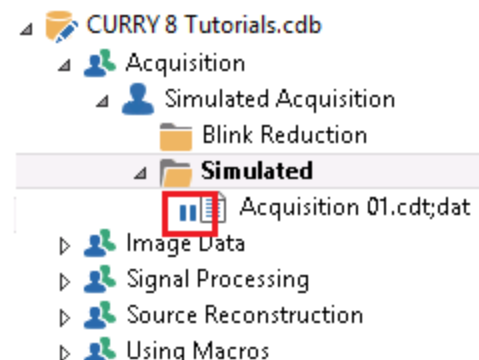 CURRY 8 Tutorials.cdb
Acquisition
Simulated Acquisition
Blink Reduction
Simulated
Acquisition 01.cdt;dat
Image Data
Signal Processing
Source Reconstruction
Using Macros